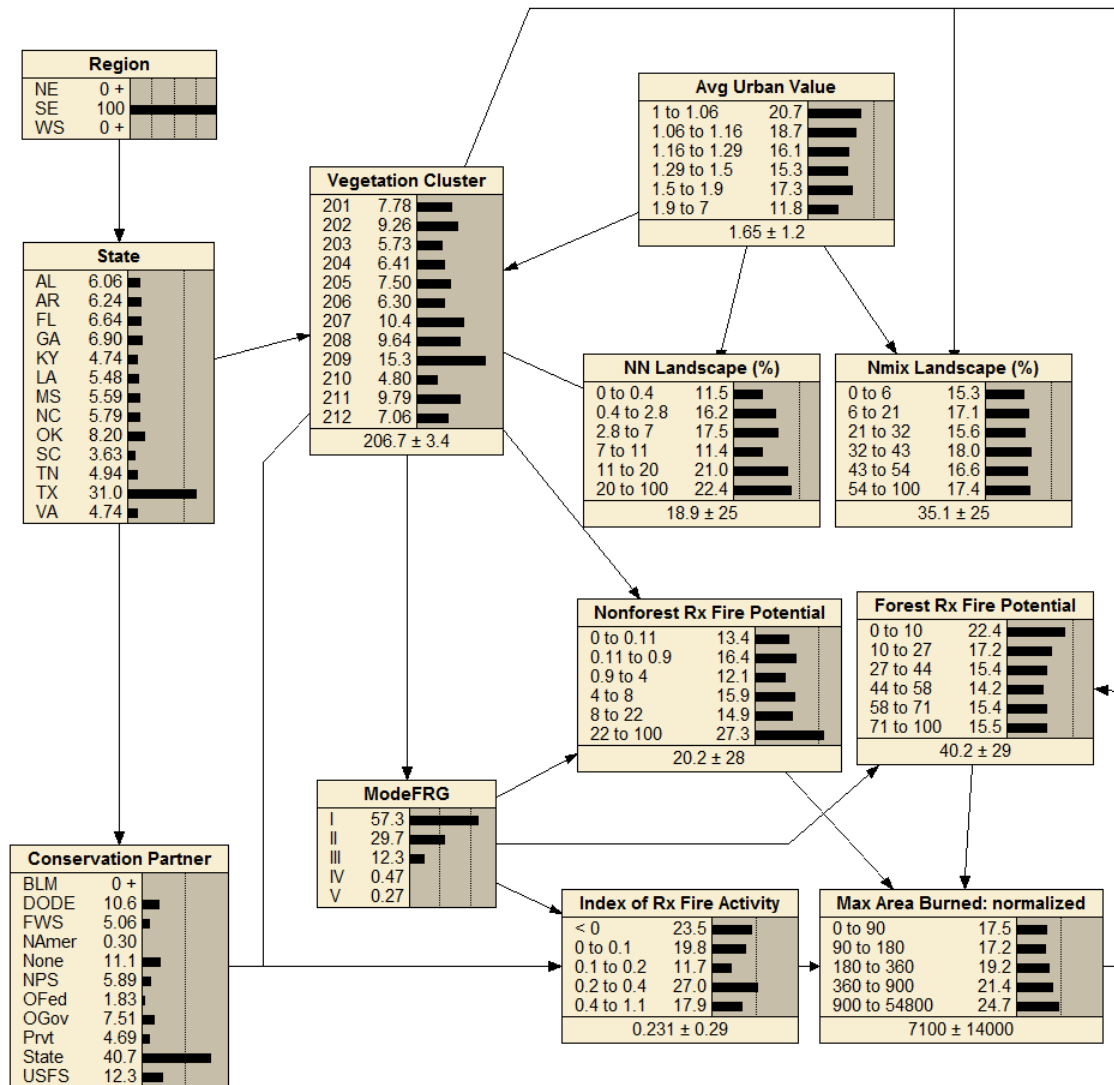 Region
NE 0 +
SE 100
WS 0 +
Avg Urban Value
1 to 1.06 20.7
1.06 to 1.16 18.7
1.16 to 1.29 16.1
1.29 to 1.5 15.3
1.5 to 1.9 17.3
1.9 to 7 11.8
1.65 ± 1.2
Vegetation Cluster
201 7.78
202 9.26
203 5.73
204 6.41
205 7.50
206 6.30
207 10.4
208 9.64
209 15.3
210 4.80
211 9.79
212 7.06
206.7 ± 3.4
State
AL 6.06
AR 6.24
FL 6.64
GA 6.90
KY 4.74
LA 5.48
MS 5.59
NC 5.79
OK 8.20
SC 3.63
TN 4.94
TX 31.0
VA 4.74
NN Landscape (%)
0 to 0.4 11.5
0.4 to 2.8 16.2
2.8 to 7 17.5
7 to 11 11.4
11 to 20 21.0
20 to 100 22.4
18.9 ± 25
Nmix Landscape (%)
0 to 6 15.3
6 to 21 17.1
21 to 32 15.6
32 to 43 18.0
43 to 54 16.6
54 to 100 17.4
35.1 ± 25
Nonforest Rx Fire Potential
0 to 0.11 13.4
0.11 to 0.9 16.4
0.9 to 4 12.1
4 to 8 15.9
8 to 22 14.9
22 to 100 27.3
20.2 ± 28
Forest Rx Fire Potential
0 to 10 22.4
10 to 27 17.2
27 to 44 15.4
44 to 58 14.2
58 to 71 15.4
71 to 100 15.5
40.2 ± 29
ModeFRG
I 57.3
II 29.7
III 12.3
IV 0.47
V 0.27
Conservation Partner
BLM 0 +
DODE 10.6
FWS 5.06
NAmer 0.30
None 11.1
NPS 5.89
OFed 1.83
OGov 7.51
Prvt 4.69
State 40.7
USFS 12.3
Index of Rx Fire Activity
< 0 23.5
0 to 0.1 19.8
0.1 to 0.2 11.7
0.2 to 0.4 27.0
0.4 to 1.1 17.9
0.231 ± 0.29
Max Area Burned: normalized
0 to 90 17.5
90 to 180 17.2
180 to 360 19.2
360 to 900 21.4
900 to 54800 24.7
7100 ± 14000